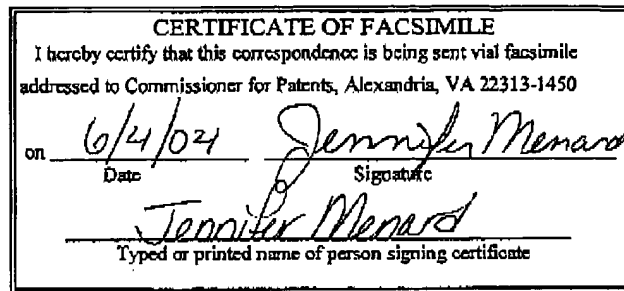 CERTIFICATE OF FACSIMILE
I hereby certify that this correspondence is being sent vial facsimile
addressed to Commissioner for Patents, Alexandria, VA 22313-1450
on 6/4/04 Jennifer Menard
Date Signature
Jennifer Menard
Typed or printed name of person signing certificate